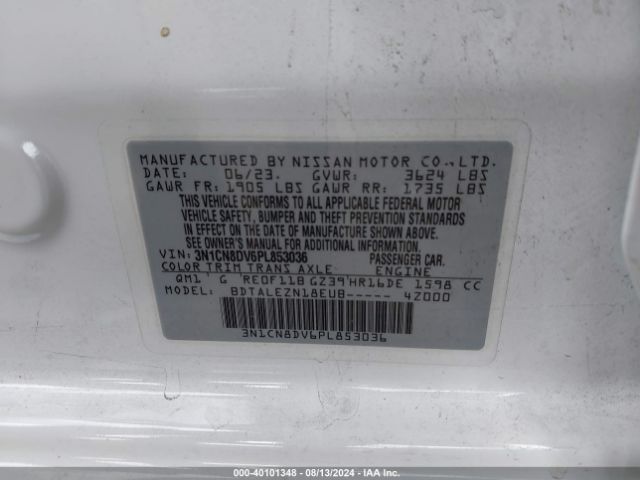 MANUFACTURED BY NISSAN MOTOR CO.,LTD.
DATE: 06/23. GVWR: 3624 LBS
GAWR FR: 1905 LBS GAWR RR: 1735 LBS
THIS VEHICLE CONFORMS TO ALL APPLICABLE FEDERAL MOTOR
VEHICLE SAFETY, BUMPER AND THEFT PREVENTION STANDARDS
IN EFFECT ON THE DATE OF MANUFACTURE SHOWN ABOVE.
SEE OWNER'S MANUAL FOR ADDITIONAL INFORMATION.
VIN: 3N1CN8DV6PL853036 PASSENGER CAR.
COLOR TRIM TRANS AXLE ENGINE
QM1 G RE0F11B GZ39 HR16DE 1598 CC
MODEL: BDTALEZN18EUB----- 4Z000
3N1CN8DV6PL853036
000-40101348 | 08/13/2024 | IAA Inc.